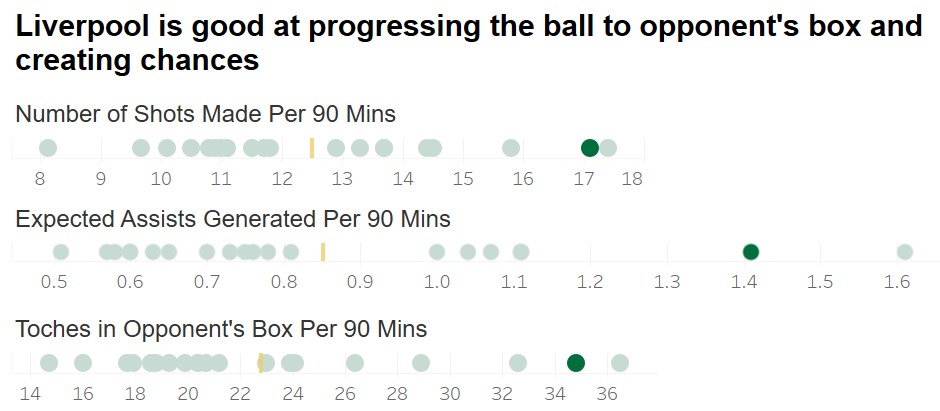 Liverpool is good at progressing the ball to opponent's box and
creating chances
Number of Shots Made Per 90 Mins
8 9 10 11 12 13 14 15 16 17 18
Expected Assists Generated Per 90 Mins
0.5 0.6 0.7 0.8 0.9 1.0 1.1 1.2 1.3 1.4 1.5 1.6
Toches in Opponent's Box Per 90 Mins
14 16 18 20 22 24 26 28 30 32 34 36